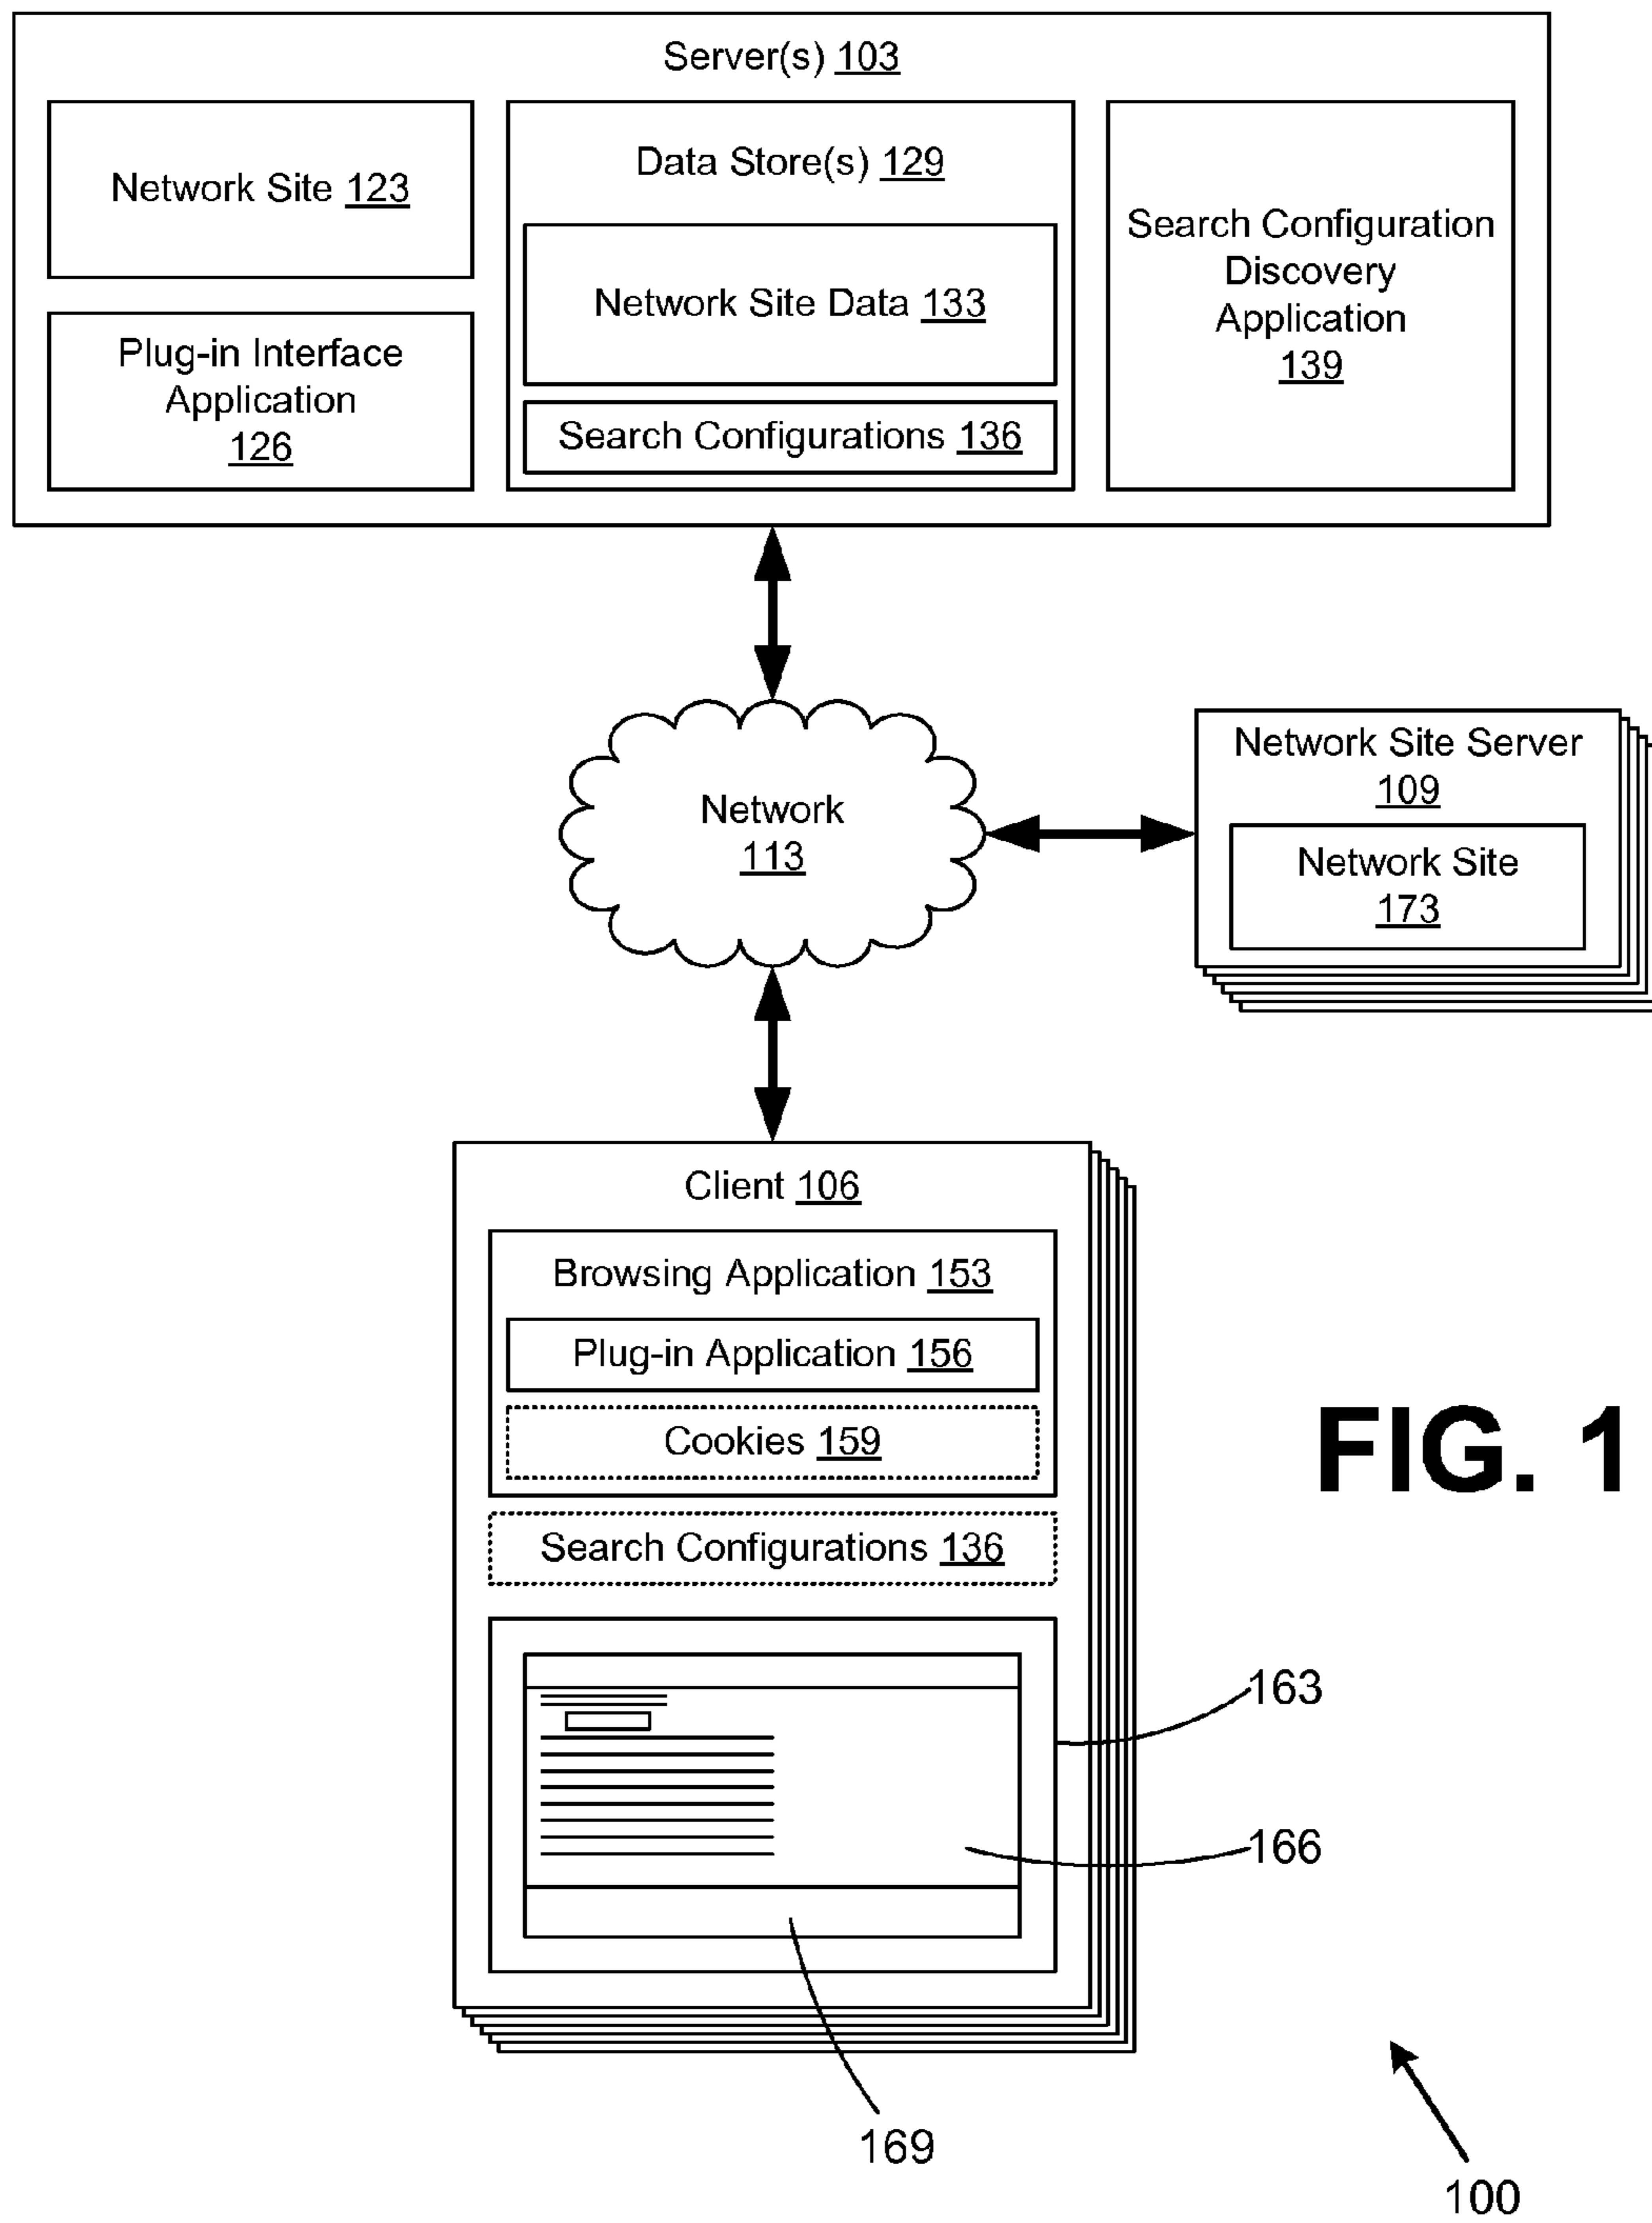 Server(s) 103
Network Site 123
Plug-in Interface
Application
126
Data Store(s) 129
Network Site Data 133
Search Configurations 136
Search Configuration
Discovery
Application
139
Network
113
Network Site Server
109
Network Site
173
Client 106
Browsing Application 153
Plug-in Application 156
Cookies 159
Search Configurations 136
163
166
169
FIG. 1
100